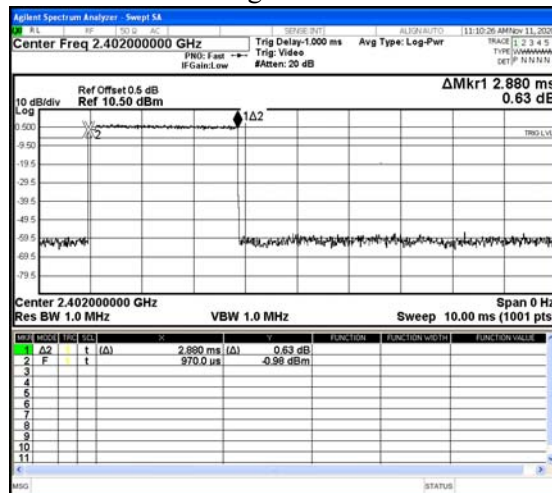 Agilent Spectrum Analyzer - Swept SA
RL RF 50 Ω AC SENSE:INT ALIGN AUTO 11:10:26 AM Nov 11, 202
Center Freq 2.402000000 GHz
PNO: Fast
IFGain:Low
Trig Delay-1.000 ms
Trig: Video
#Atten: 20 dB
Avg Type: Log-Pwr
TRACE 1 2 3 4 5
TYPE
DET P N N N N
Ref Offset 0.5 dB
Ref 10.50 dBm
10 dB/div
Log
ΔMkr1 2.880 ms
0.63 dB
1Δ2
0.500
2
TRIG LVL
-9.50
-19.5
-29.5
-39.5
-49.5
-59.5
-69.5
-79.5
Center 2.402000000 GHz Span 0 Hz
Res BW 1.0 MHz VBW 1.0 MHz Sweep 10.00 ms (1001 pts
MKR MODE TRC SCL X Y FUNCTION FUNCTION WIDTH FUNCTION VALUE
1 Δ2 t (Δ) 2.880 ms (Δ) 0.63 dB
2 F t 970.0 µs -0.98 dBm
3
4
5
6
7
8
9
10
11
MSG STATUS